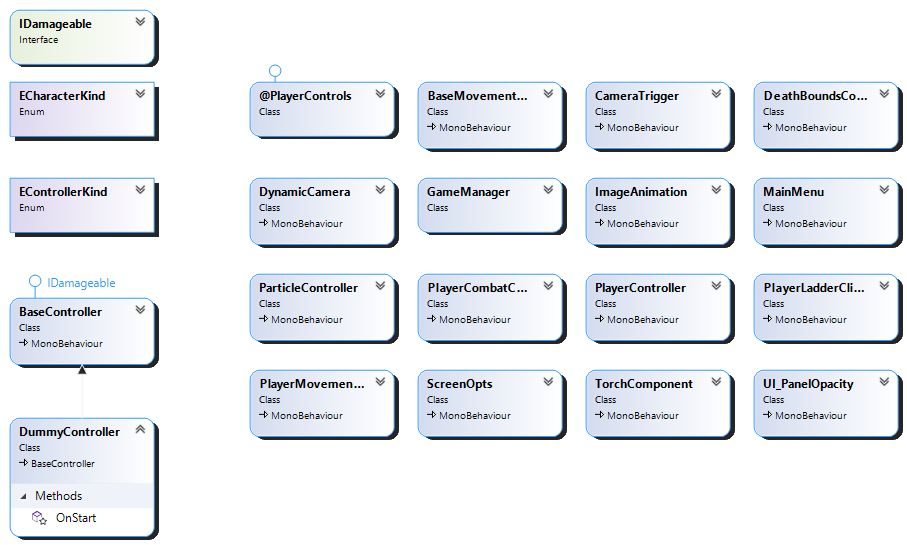 IDamageable
Interface
ECharacterKind
Enum
EControllerKind
Enum
IDamageable
BaseController
Class
MonoBehaviour
DummyController
Class
BaseController
Methods
OnStart
@PlayerControls
Class
BaseMovement...
Class
MonoBehaviour
CameraTrigger
Class
MonoBehaviour
DeathBoundsCo...
Class
MonoBehaviour
DynamicCamera
Class
MonoBehaviour
GameManager
Class
ImageAnimation
Class
MonoBehaviour
MainMenu
Class
MonoBehaviour
ParticleController
Class
MonoBehaviour
PlayerCombatC...
Class
MonoBehaviour
PlayerController
Class
MonoBehaviour
PlayerLadderCli...
Class
MonoBehaviour
PlayerMovemen...
Class
MonoBehaviour
ScreenOpts
Class
MonoBehaviour
TorchComponent
Class
MonoBehaviour
UI_PanelOpacity
Class
MonoBehaviour